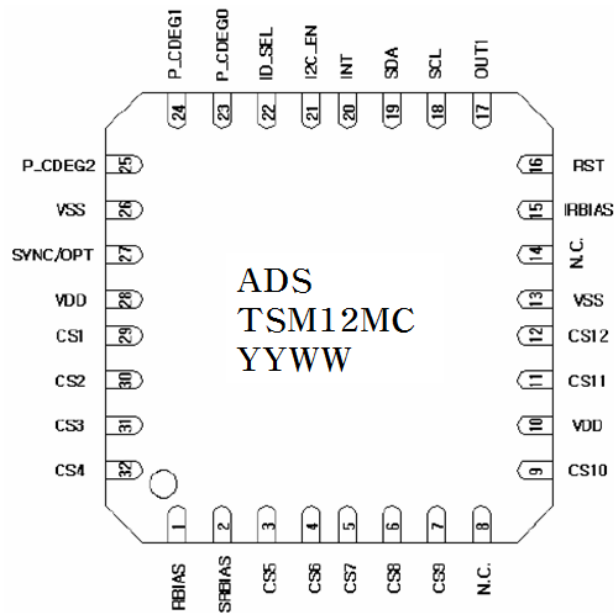 P_CDEG1 P_CDEG0 ID_SEL I2C_EN INT SDA SCL OUT1
24 23 22 21 20 19 18 17
P_CDEG2 25 16 RST
VSS 26 15 IRBIAS
SYNC/OPT 27 14 N.C.
VDD 28 13 VSS
CS1 29 12 CS12
CS2 30 11 CS11
CS3 31 10 VDD
CS4 32 9 CS10
ADS
TSM12MC
YYWW
1 2 3 4 5 6 7 8
RBIAS SRBIAS CS5 CS6 CS7 CS8 CS9 N.C.